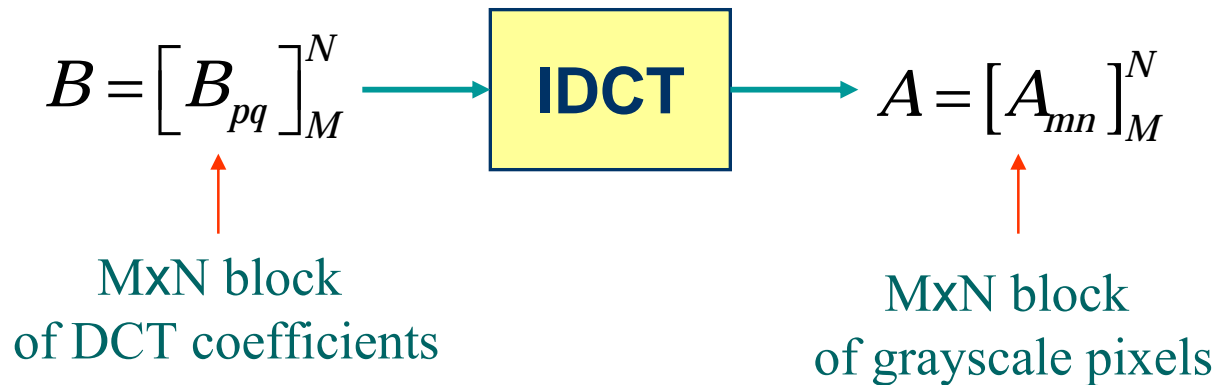 B = [B_pq]_M^N
IDCT
A = [A_mn]_M^N
MxN block
of DCT coefficients
MxN block
of grayscale pixels